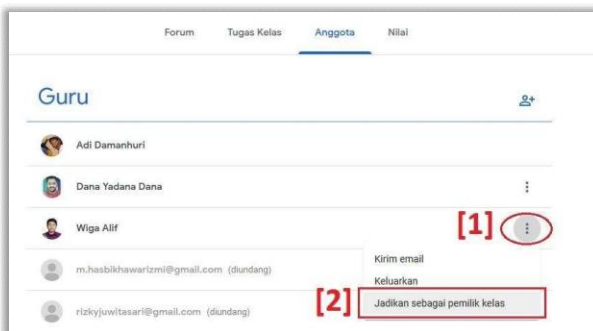 Forum Tugas Kelas Anggota Nilai
Guru
Adi Damanhuri
Dana Yadana Dana
Wiga Alif [1]
m.hasbikhawarizmi@gmail.com (diundang)
Kirim email
Keluarkan
[2] Jadikan sebagai pemilik kelas
rizkyjuwitasari@gmail.com (diundang)